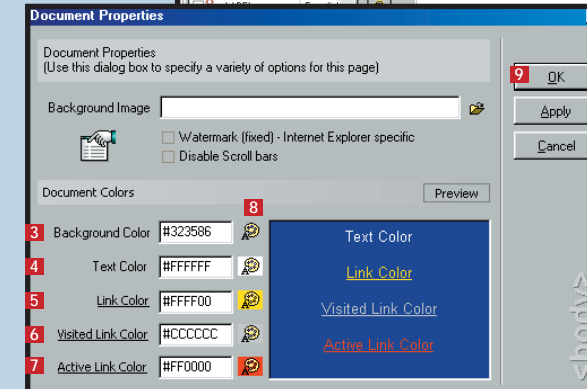 Document Properties
Document Properties
(Use this dialog box to specify a variety of options for this page)
9 OK
Background Image
Apply
Watermark (fixed) - Internet Explorer specific
Cancel
Disable Scroll bars
Document Colors
Preview
8
3 Background Color #323586
Text Color
4 Text Color #FFFFFF
Link Color
5 Link Color #FFFF00
Visited Link Color
6 Visited Link Color #CCCCCC
Active Link Color
7 Active Link Color #FF0000
<body>